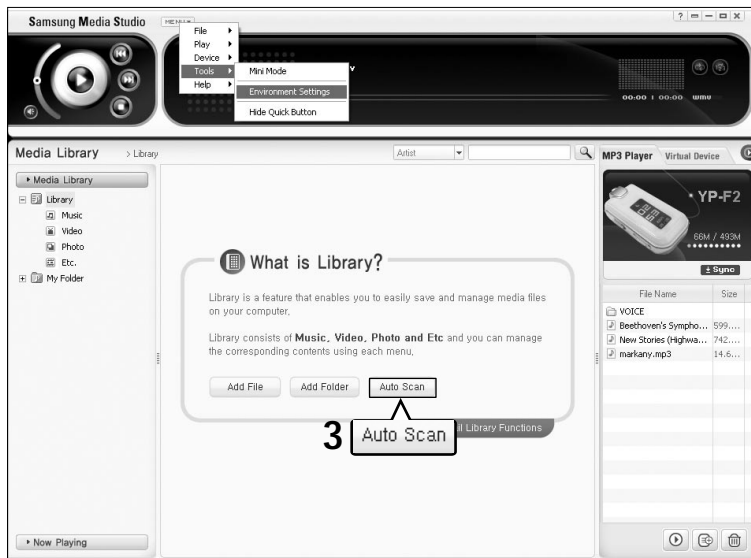 Samsung Media Studio
MENU
File
Play
Device
Tools
Help
Mini Mode
Environment Settings
Hide Quick Button
00:00 I 00:00 wmv
Media Library
> Library
Artist
Media Library
Library
Music
Video
Photo
Etc.
My Folder
Now Playing
What is Library?
Library is a feature that enables you to easily save and manage media files
on your computer.
Library consists of Music, Video, Photo and Etc and you can manage
the corresponding contents using each menu.
Add File
Add Folder
Auto Scan
3
Auto Scan
Library Functions
MP3 Player
Virtual Device
YP-F2
66M / 493M
Sync
File Name Size
VOICE
Beethoven's Sympho... 599....
New Stories (Highwa... 742....
markany.mp3 14.6...